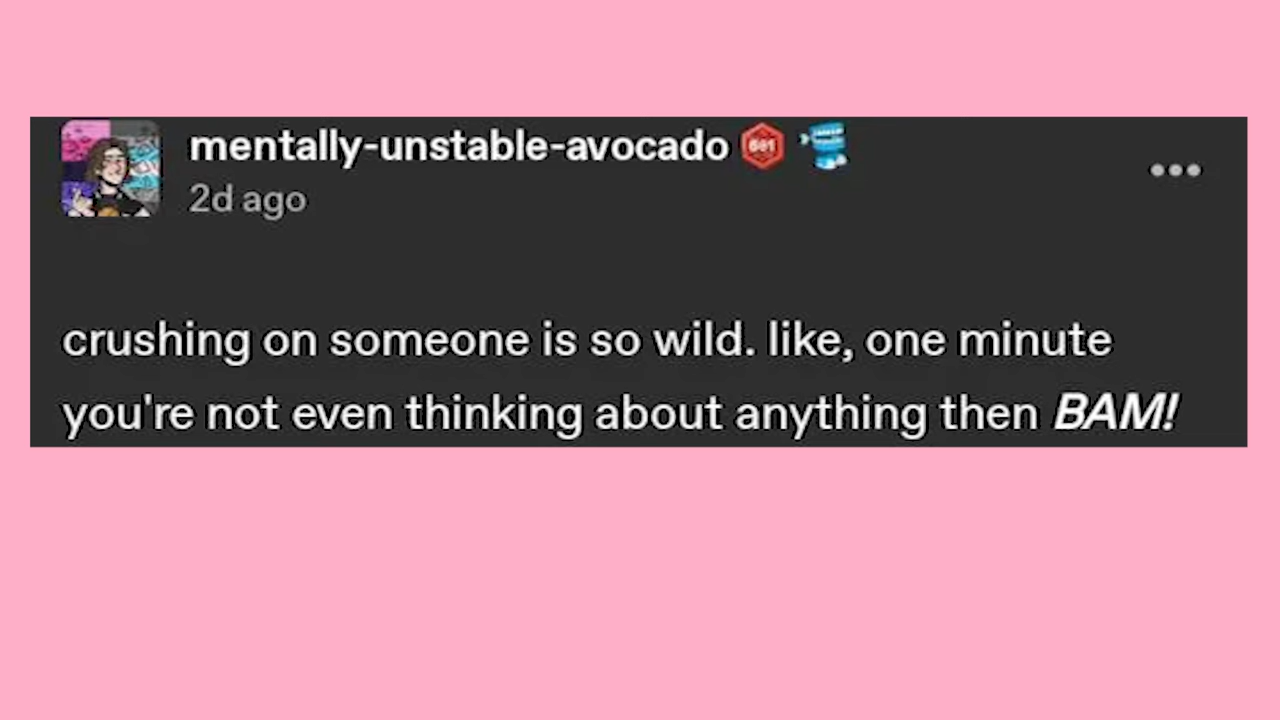 mentally-unstable-avocado
2d ago
crushing on someone is so wild. like, one minute
you're not even thinking about anything then BAM!